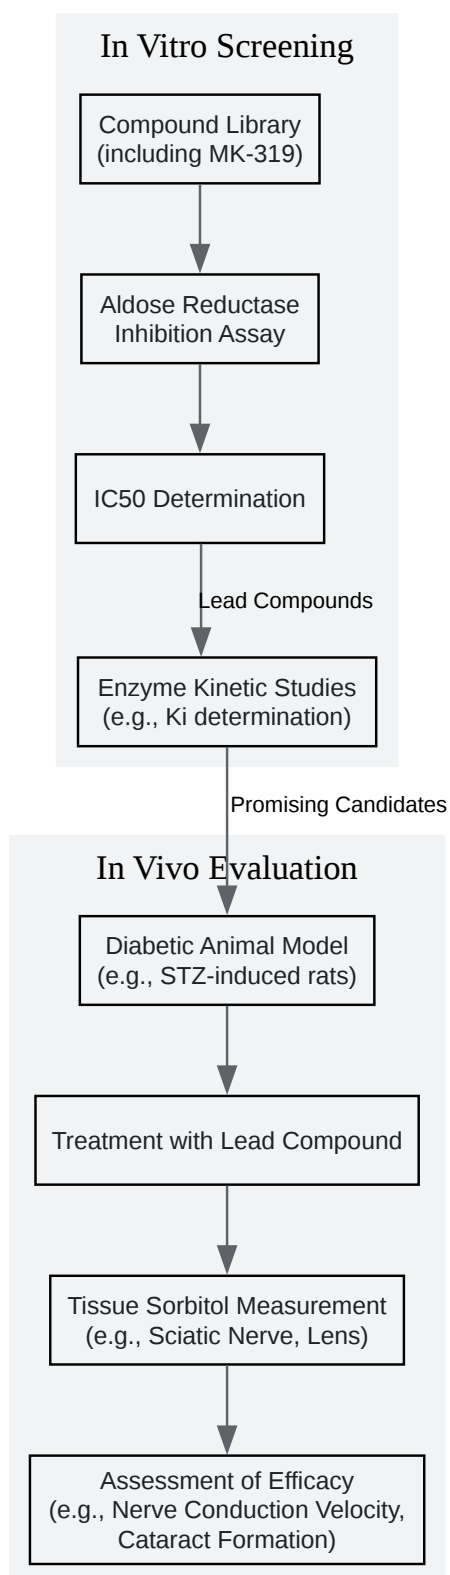 In Vitro Screening
Compound Library
(including MK-319)
Aldose Reductase
Inhibition Assay
IC50 Determination
Lead Compounds
Enzyme Kinetic Studies
(e.g., Ki determination)
Promising Candidates
In Vivo Evaluation
Diabetic Animal Model
(e.g., STZ-induced rats)
Treatment with Lead Compound
Tissue Sorbitol Measurement
(e.g., Sciatic Nerve, Lens)
Assessment of Efficacy
(e.g., Nerve Conduction Velocity,
Cataract Formation)